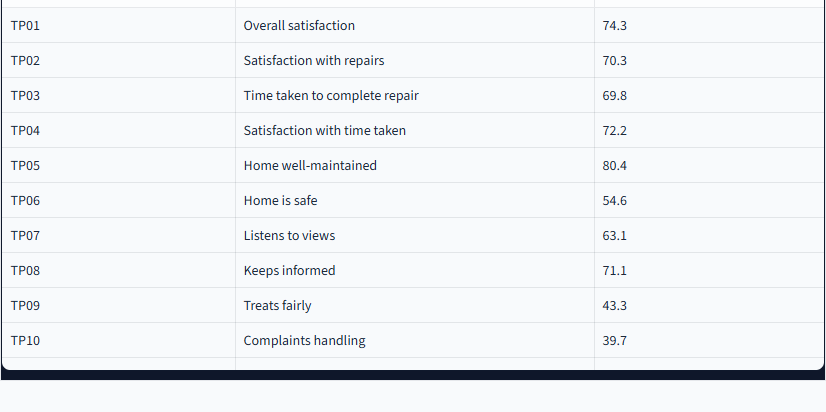 TP01 Overall satisfaction 74.3
TP02 Satisfaction with repairs 70.3
TP03 Time taken to complete repair 69.8
TP04 Satisfaction with time taken 72.2
TP05 Home well-maintained 80.4
TP06 Home is safe 54.6
TP07 Listens to views 63.1
TP08 Keeps informed 71.1
TP09 Treats fairly 43.3
TP10 Complaints handling 39.7